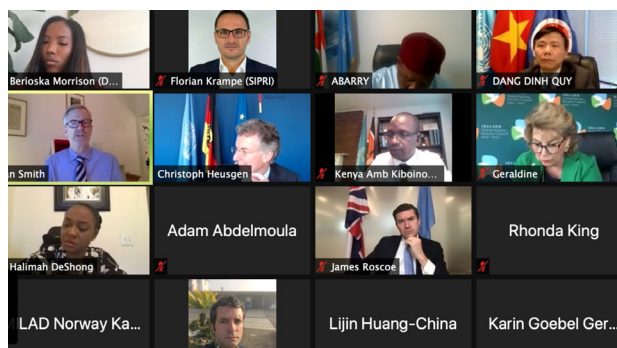 Berioska Morrison (D...
Florian Krampe (SIPRI)
ABARRY
DANG DINH QUY
n Smith
Christoph Heusgen
Kenya Amb Kiboino...
Geraldine
Halimah DeShong
Adam Abdelmoula
James Roscoe
Rhonda King
LAD Norway Ka...
Lijin Huang-China
Karin Goebel Ger...